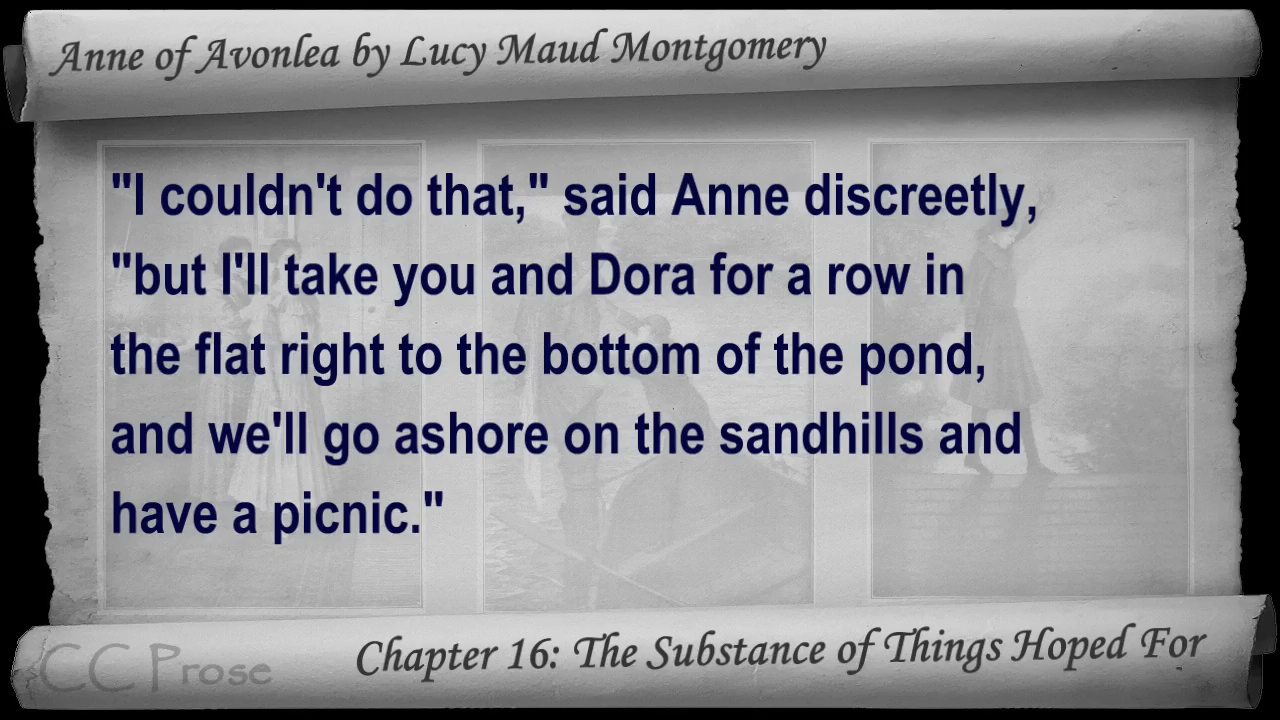 Anne of Avonlea by Lucy Maud Montgomery
"I couldn't do that," said Anne discreetly,
"but I'll take you and Dora for a row in
the flat right to the bottom of the pond,
and we'll go ashore on the sandhills and
have a picnic."
CC Prose
Chapter 16: The Substance of Things Hoped For